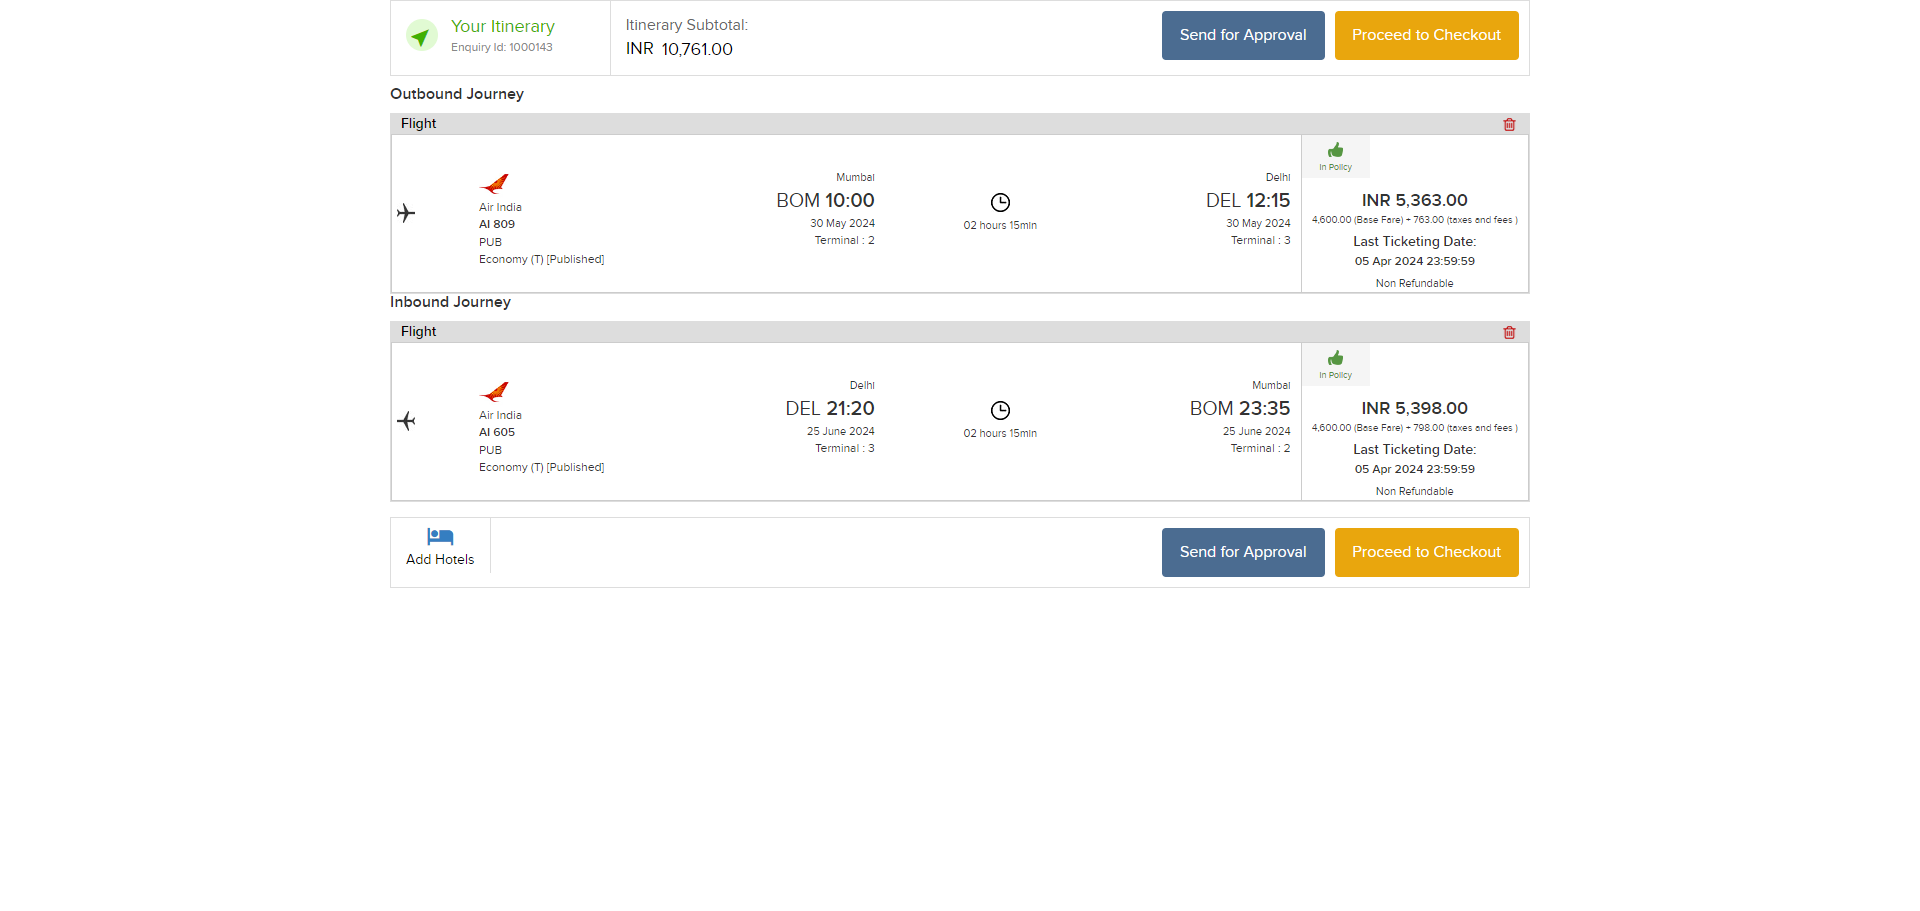 Your Itinerary
Enquiry Id: 1000143
Itinerary Subtotal:
INR 10,761.00
Send for Approval
Proceed to Checkout
Outbound Journey
Flight
Air India
AI 809
PUB
Economy (T) [Published]
Mumbai
BOM 10:00
30 May 2024
Terminal : 2
02 hours 15min
Delhi
DEL 12:15
30 May 2024
Terminal : 3
In Policy
INR 5,363.00
4,600.00 (Base Fare) + 763.00 (taxes and fees )
Last Ticketing Date:
05 Apr 2024 23:59:59
Non Refundable
Inbound Journey
Flight
Air India
AI 605
PUB
Economy (T) [Published]
Delhi
DEL 21:20
25 June 2024
Terminal : 3
02 hours 15min
Mumbai
BOM 23:35
25 June 2024
Terminal : 2
In Policy
INR 5,398.00
4,600.00 (Base Fare) + 798.00 (taxes and fees )
Last Ticketing Date:
05 Apr 2024 23:59:59
Non Refundable
Add Hotels
Send for Approval
Proceed to Checkout